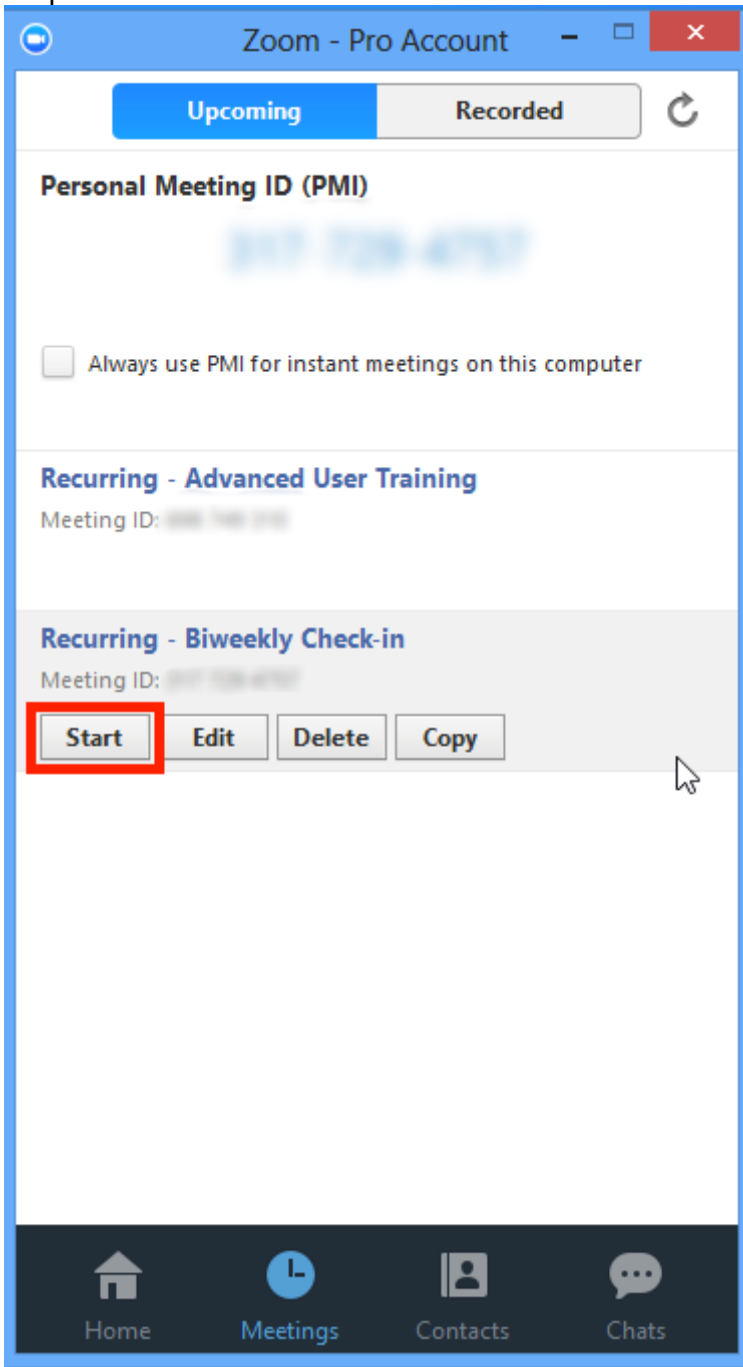 Zoom - Pro Account
Upcoming
Recorded
Personal Meeting ID (PMI)
Always use PMI for instant meetings on this computer
Recurring - Advanced User Training
Meeting ID:
Recurring - Biweekly Check-in
Meeting ID:
Start Edit Delete Copy
Home Meetings Contacts Chats